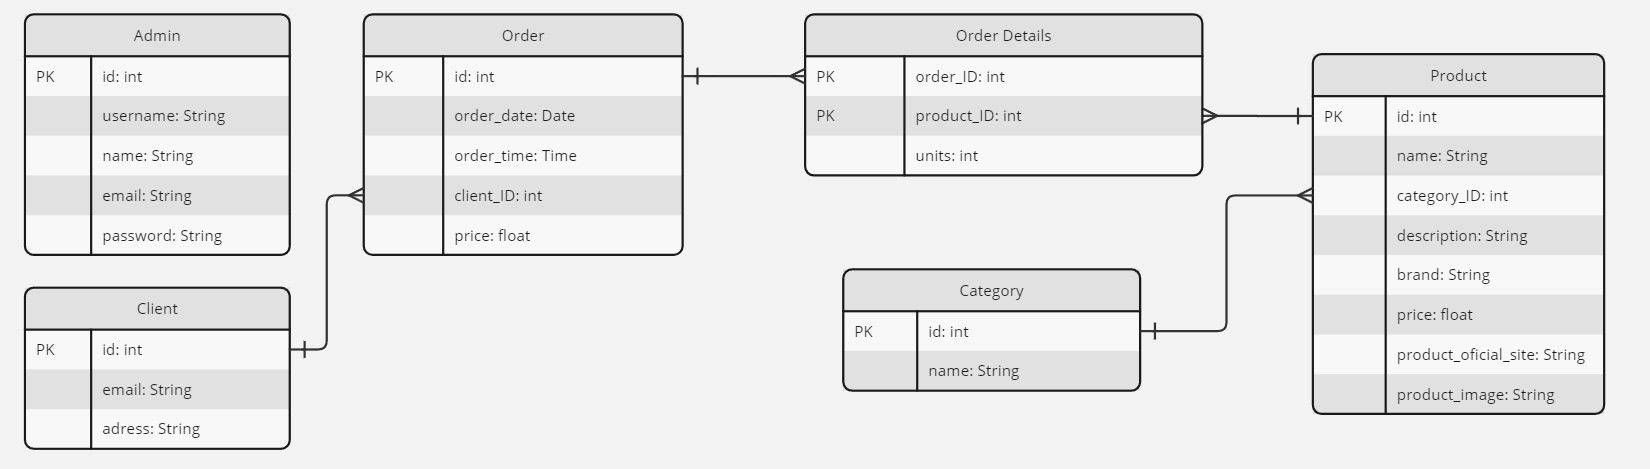 Admin
PK id: int
username: String
name: String
email: String
password: String
Client
PK id: int
email: String
adress: String
Order
PK id: int
order_date: Date
order_time: Time
client_ID: int
price: float
Order Details
PK order_ID: int
PK product_ID: int
units: int
Category
PK id: int
name: String
Product
PK id: int
name: String
category_ID: int
description: String
brand: String
price: float
product_oficial_site: String
product_image: String